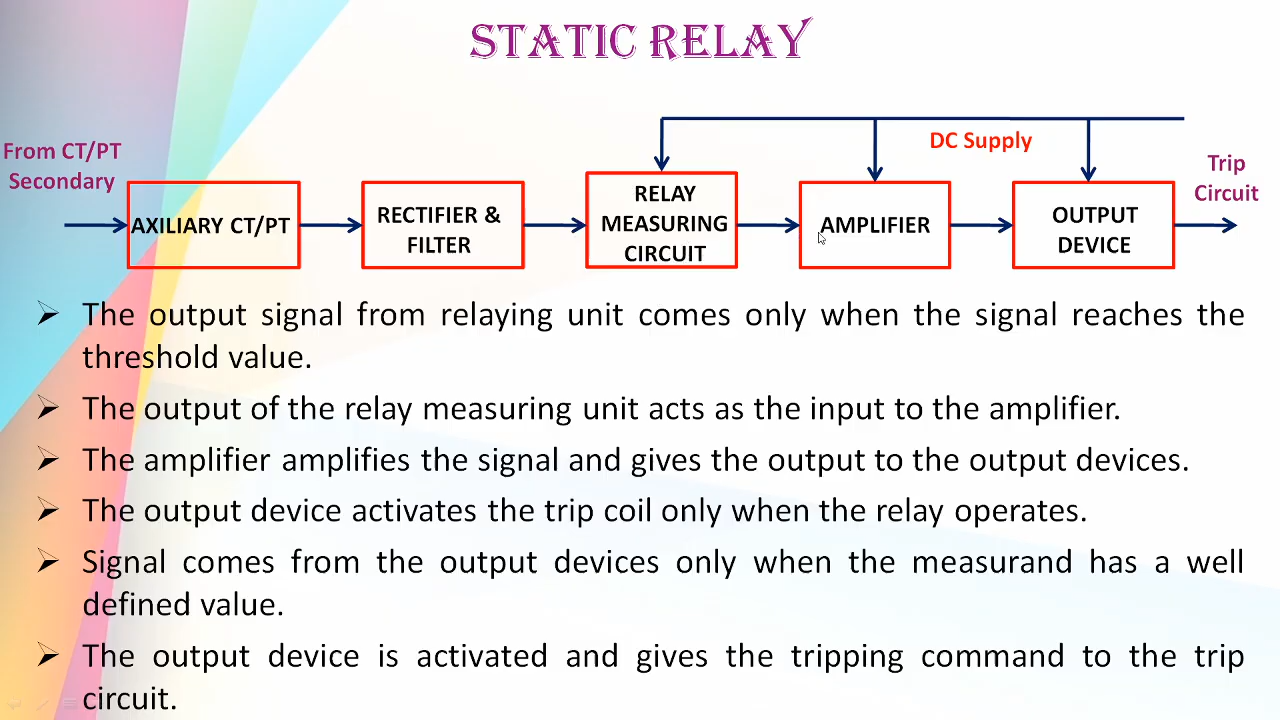 STATIC RELAY
From CT/PT
Secondary
DC Supply
Trip
Circuit
AXILIARY CT/PT
RECTIFIER &
FILTER
RELAY
MEASURING
CIRCUIT
AMPLIFIER
OUTPUT
DEVICE
The output signal from relaying unit comes only when the signal reaches the
threshold value.
The output of the relay measuring unit acts as the input to the amplifier.
The amplifier amplifies the signal and gives the output to the output devices.
The output device activates the trip coil only when the relay operates.
Signal comes from the output devices only when the measurand has a well
defined value.
The output device is activated and gives the tripping command to the trip
circuit.